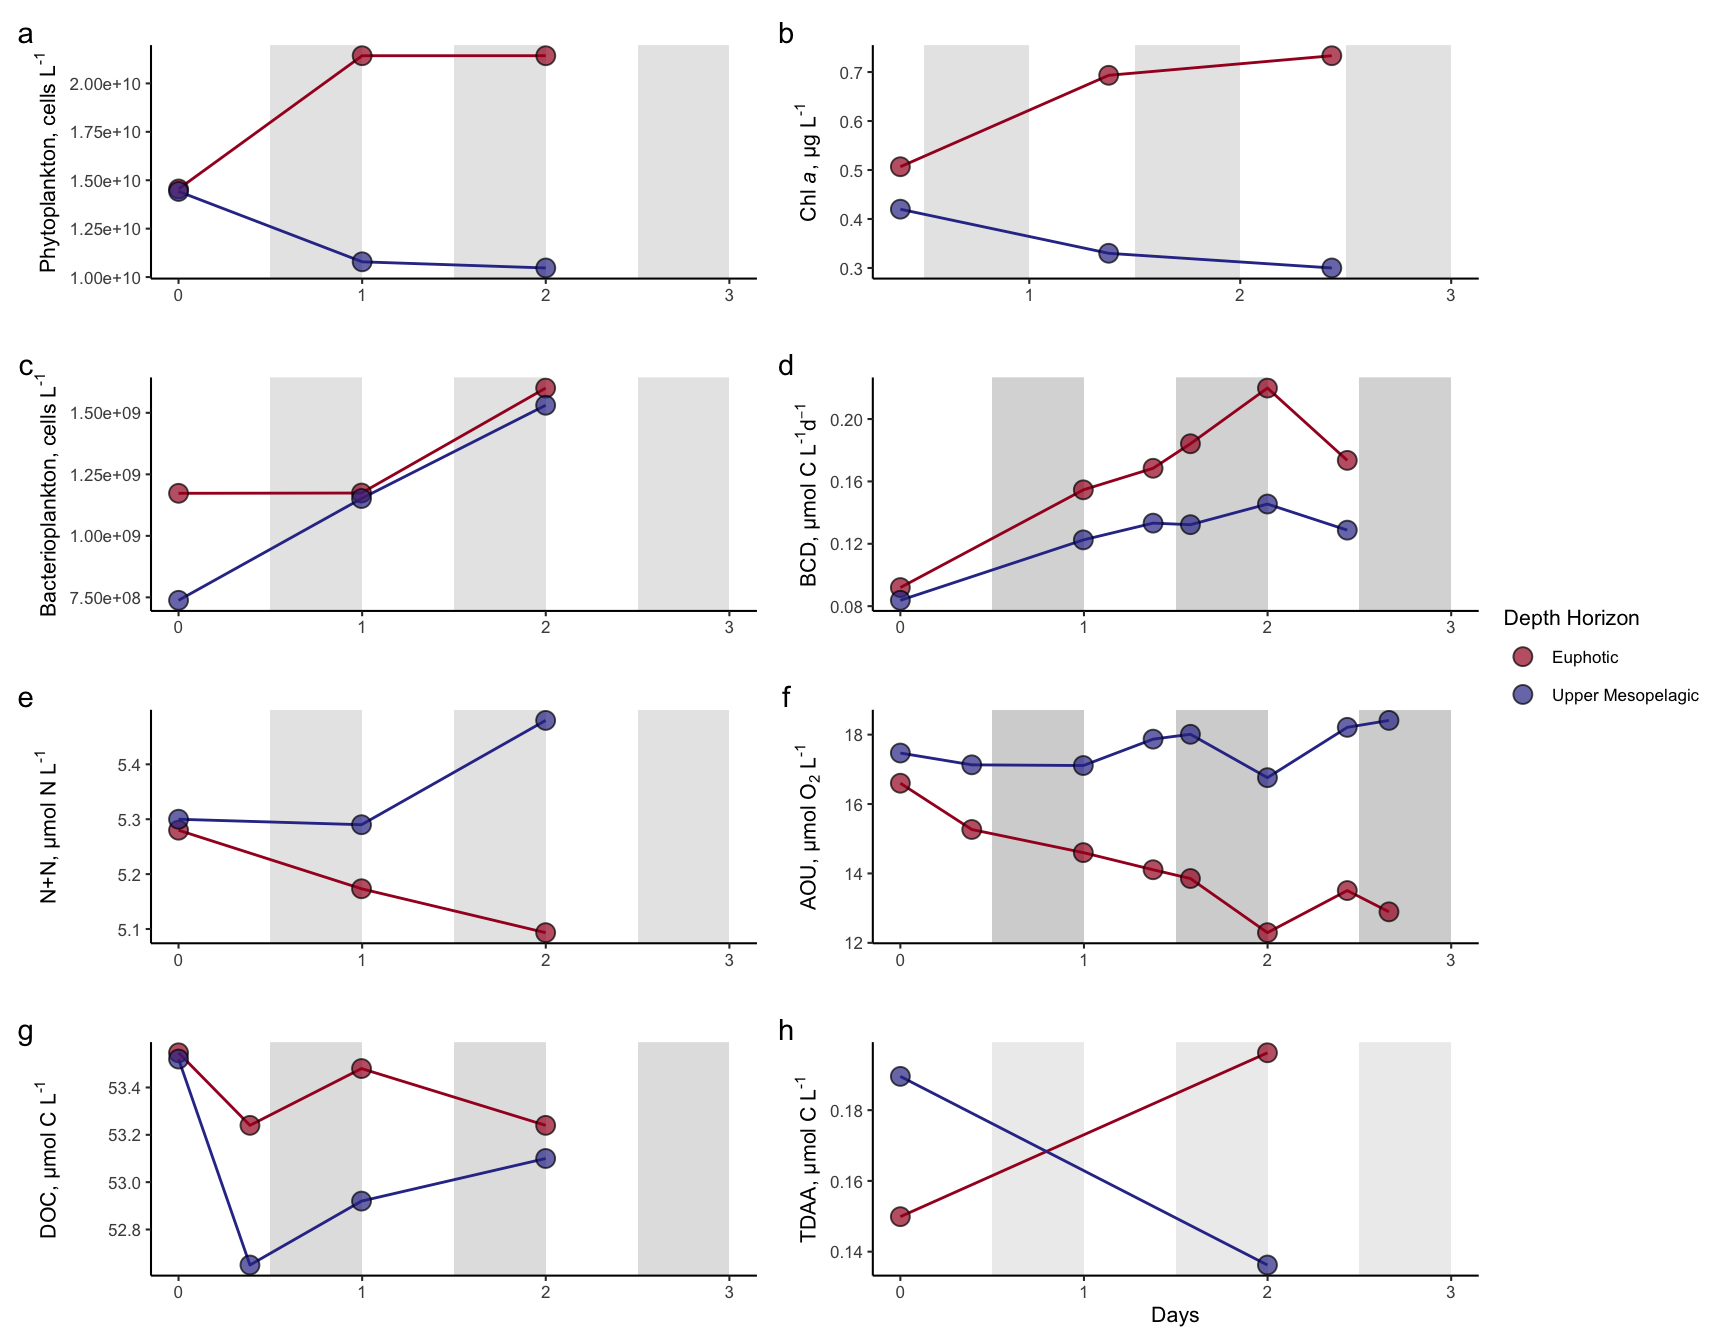 a
Phytoplankton, cells L⁻¹
2.00e+10
1.75e+10
1.50e+10
1.25e+10
1.00e+10
0 1 2 3
b
Chl a, μg L⁻¹
0.7
0.6
0.5
0.4
0.3
1 2 3
c
Bacterioplankton, cells L⁻¹
1.50e+09
1.25e+09
1.00e+09
7.50e+08
0 1 2 3
d
BCD, μmol C L⁻¹d⁻¹
0.20
0.16
0.12
0.08
0 1 2 3
Depth Horizon
Euphotic
Upper Mesopelagic
e
N+N, μmol N L⁻¹
5.4
5.3
5.2
5.1
0 1 2 3
f
AOU, μmol O₂ L⁻¹
18
16
14
12
0 1 2 3
g
DOC, μmol C L⁻¹
53.4
53.2
53.0
52.8
0 1 2 3
h
TDAA, μmol C L⁻¹
0.18
0.16
0.14
0 1 2 3
Days